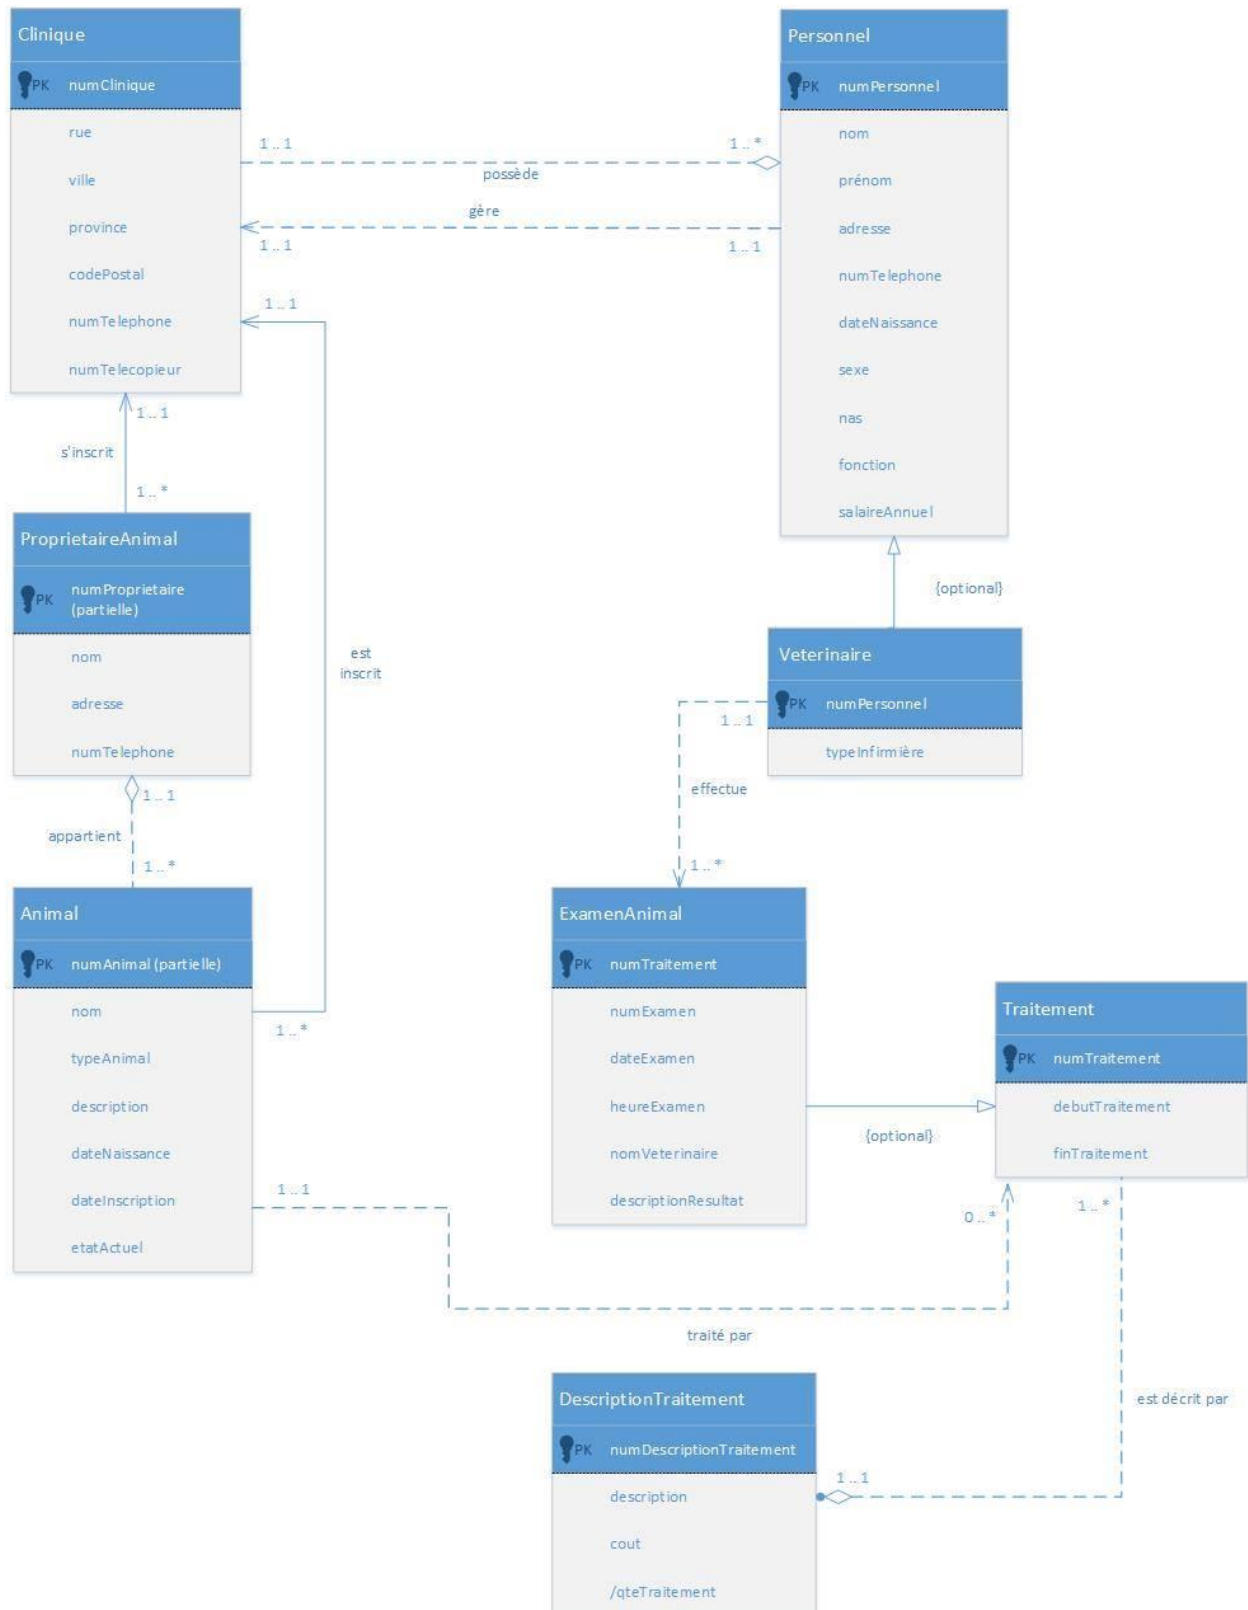 Clinique
PK numClinique
rue
ville
province
codePostal
numTelephone
numTelecopieur
Personnel
PK numPersonnel
nom
prénom
adresse
numTelephone
dateNaissance
sexe
nas
fonction
salaireAnnuel
1 .. 1
1 .. *
possède
gère
1 .. 1
1 .. 1
1 .. 1
1 .. 1
s'inscrit
1 .. *
ProprietaireAnimal
PK numProprietaire
(partielle)
nom
adresse
numTelephone
est
inscrit
{optional}
Veterinaire
PK numPersonnel
typeInfirmière
1 .. 1
effectue
1 .. *
1 .. 1
appartient
1 .. *
Animal
PK numAnimal (partielle)
nom
typeAnimal
description
dateNaissance
dateInscription
etatActuel
1 .. *
1 .. 1
ExamenAnimal
PK numTraitement
numExamen
dateExamen
heureExamen
nomVeterinaire
descriptionResultat
{optional}
Traitement
PK numTraitement
debutTraitement
finTraitement
0 .. *
1 .. *
traité par
est décrit par
DescriptionTraitement
PK numDescriptionTraitement
description
cout
/qteTraitement
1 .. 1